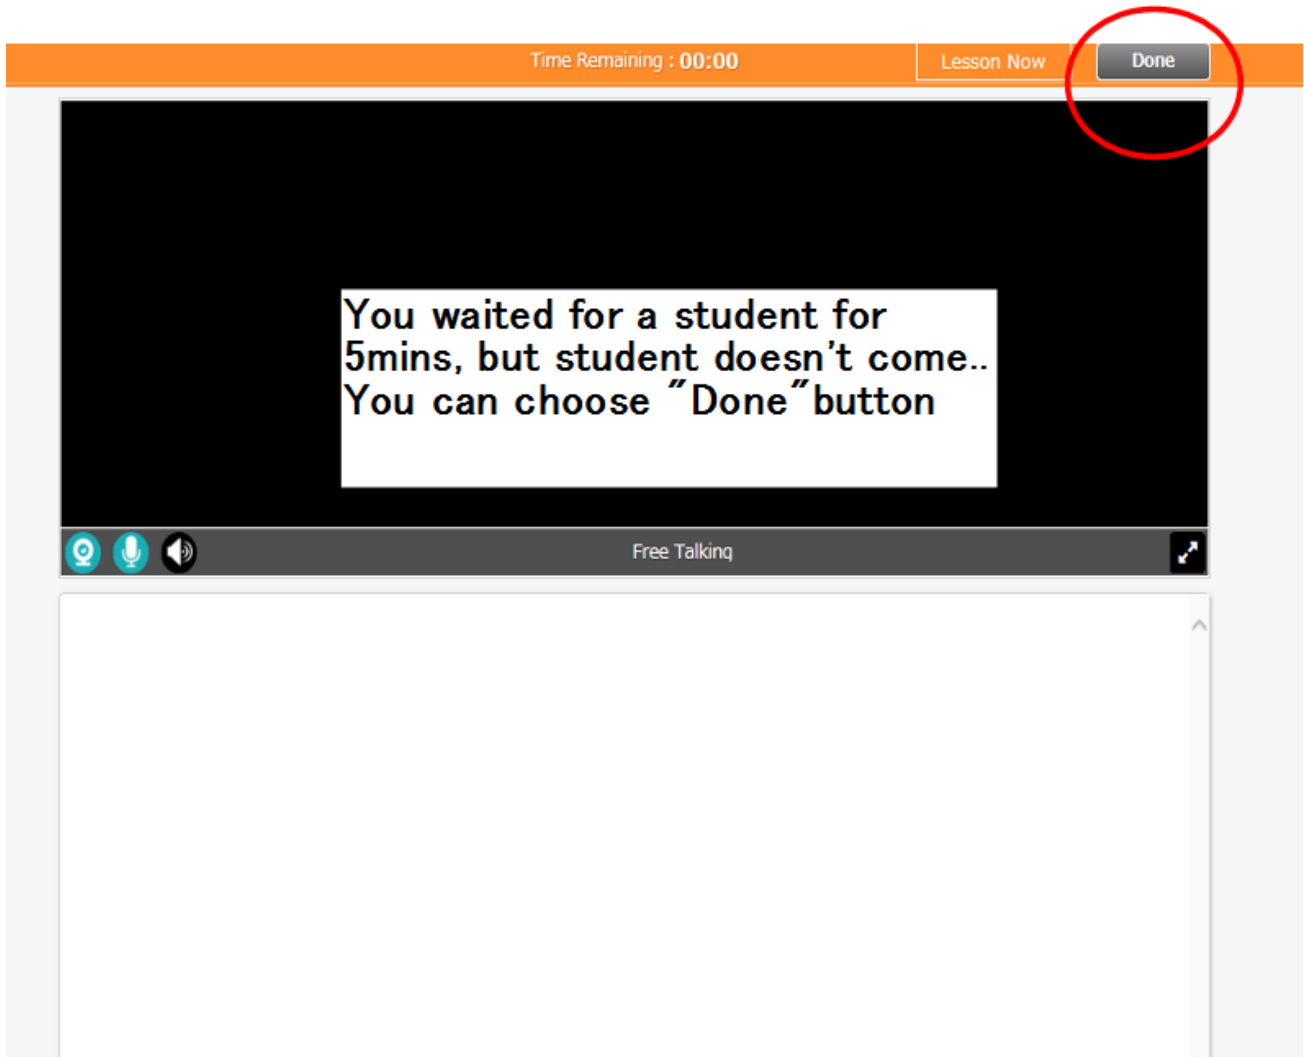 Time Remaining : 00:00
Lesson Now
Done
You waited for a student for
5mins, but student doesn't come..
You can choose "Done"button
Free Talking